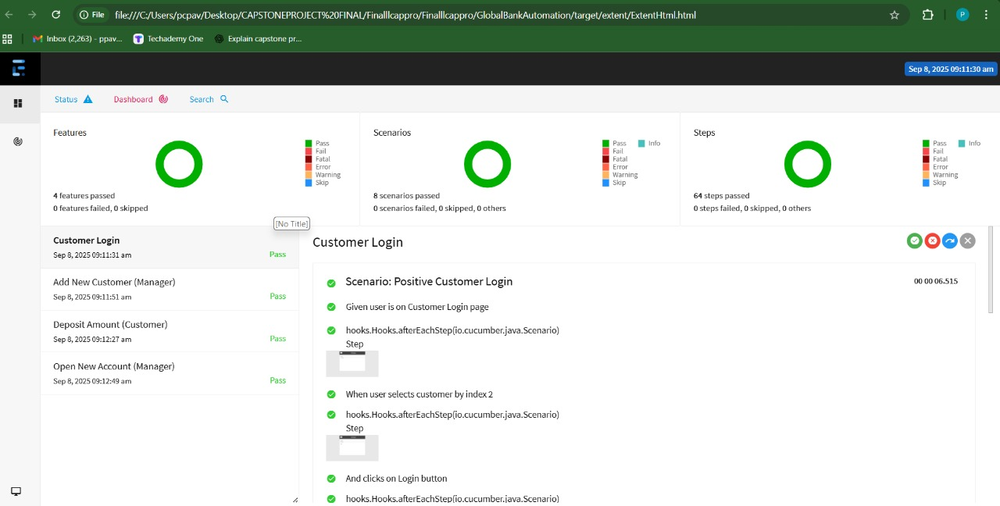 File
file:///C:/Users/pcpav/Desktop/CAPSTONEPROJECT%20FINAL/Finalllcappro/Finalllcappro/GlobalBankAutomation/target/extent/ExtentHtml.html
P
Inbox (2,263) - ppav...
Techademy One
Explain capstone pr...
Sep 8, 2025 09:11:30 am
Status
Dashboard
Search
Features
Pass
Fail
Fatal
Error
Warning
Skip
4 features passed
0 features failed, 0 skipped
Scenarios
Pass
Info
Fail
Fatal
Error
Warning
Skip
8 scenarios passed
0 scenarios failed, 0 skipped, 0 others
Steps
Pass
Info
Fail
Fatal
Error
Warning
Skip
64 steps passed
0 steps failed, 0 skipped, 0 others
[No Title]
Customer Login
Sep 8, 2025 09:11:31 am
Pass
Add New Customer (Manager)
Sep 8, 2025 09:11:51 am
Pass
Deposit Amount (Customer)
Sep 8, 2025 09:12:27 am
Pass
Open New Account (Manager)
Sep 8, 2025 09:12:49 am
Pass
Customer Login
Scenario: Positive Customer Login
00 00 06.515
Given user is on Customer Login page
hooks.Hooks.afterEachStep(io.cucumber.java.Scenario)
Step
When user selects customer by index 2
hooks.Hooks.afterEachStep(io.cucumber.java.Scenario)
Step
And clicks on Login button
hooks.Hooks.afterEachStep(io.cucumber.java.Scenario)